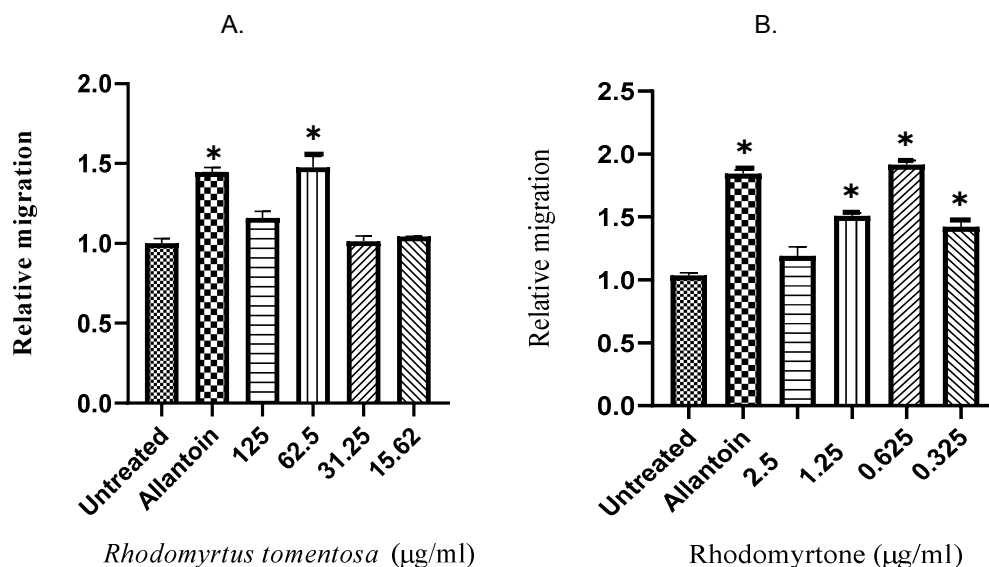 A.
Relative migration
2.0
1.5
1.0
0.5
0.0
*
*
Untreated
Allantoin
125
62.5
31.25
15.62
Rhodomyrtus tomentosa (µg/ml)
B.
Relative migration
2.5
2.0
1.5
1.0
0.5
0.0
*
*
*
*
Untreated
Allantoin
2.5
1.25
0.625
0.325
Rhodomyrtone (µg/ml)